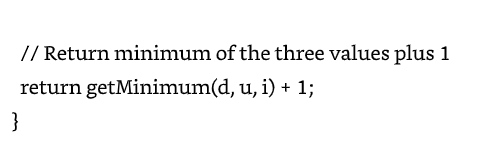 // Return minimum of the three values plus 1
return getMinimum(d, u, i) + 1;
}